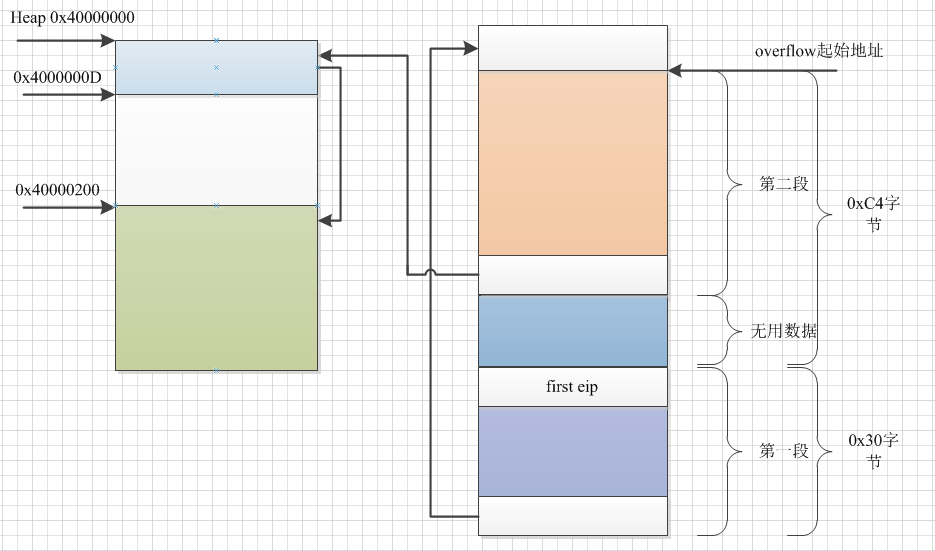 Heap 0x40000000
0x4000000D
0x40000200
overflow起始地址
第二段
0xC4字
节
无用数据
first eip
第一段
0x30字
节